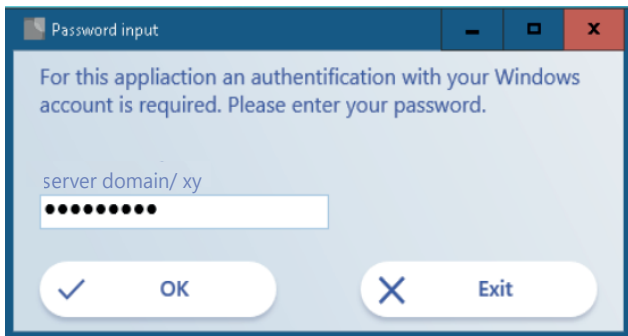 Password input
For this appliaction an authentification with your Windows
account is required. Please enter your password.
server domain/ xy
●●●●●●●●●
OK
Exit